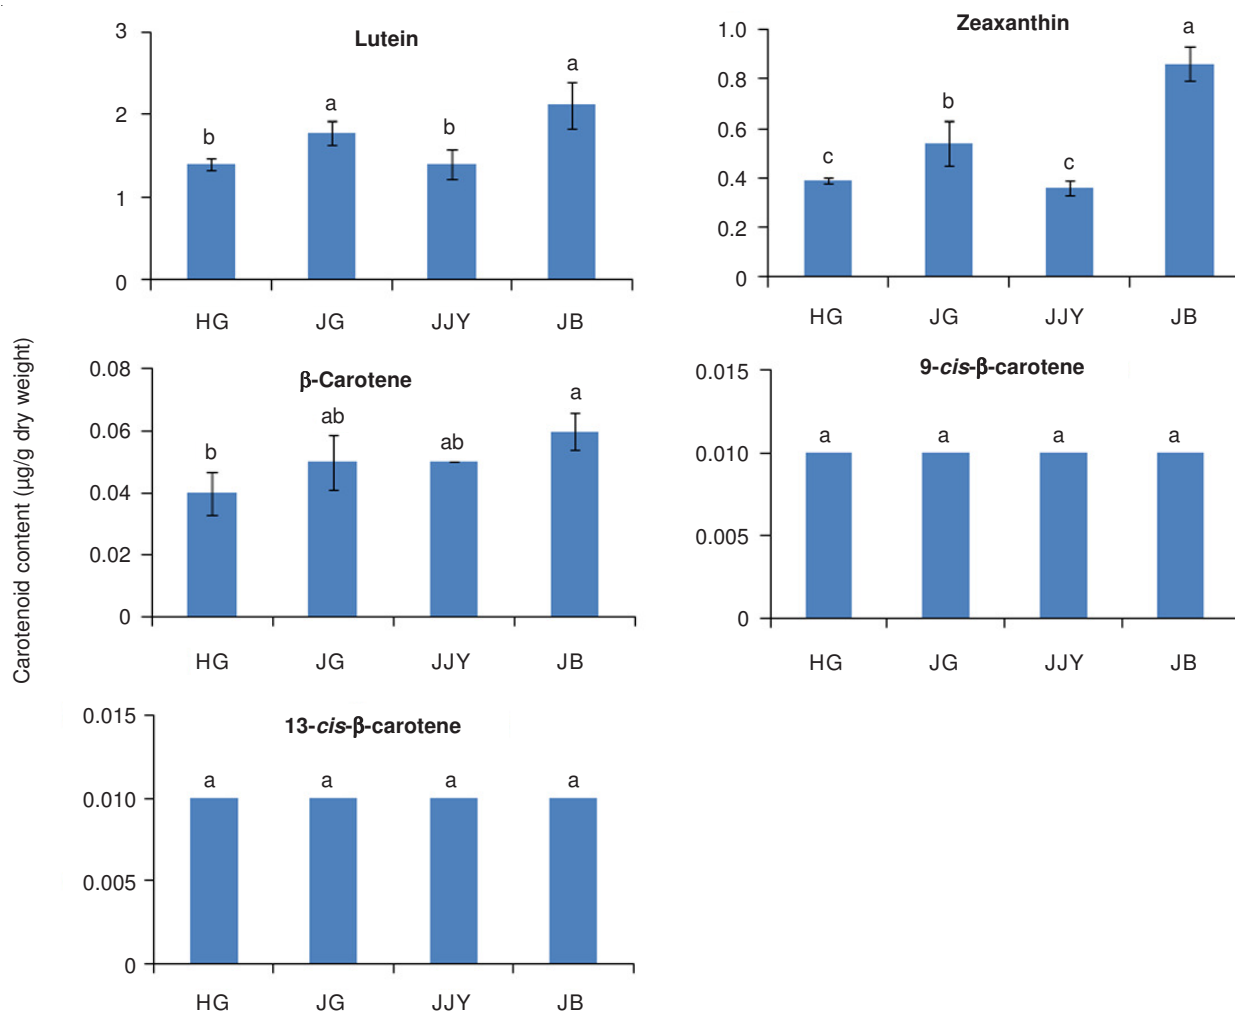 Carotenoid content (µg/g dry weight)
Lutein
3
2
1
0
b
a
b
a
HG JG JJY JB
Zeaxanthin
1.0
0.8
0.6
0.4
0.2
0
c
b
c
a
HG JG JJY JB
β-Carotene
0.08
0.06
0.04
0.02
0
b
ab
ab
a
HG JG JJY JB
9-cis-β-carotene
0.015
0.010
0.005
0
a a a a
HG JG JJY JB
13-cis-β-carotene
0.015
0.010
0.005
0
a a a a
HG JG JJY JB